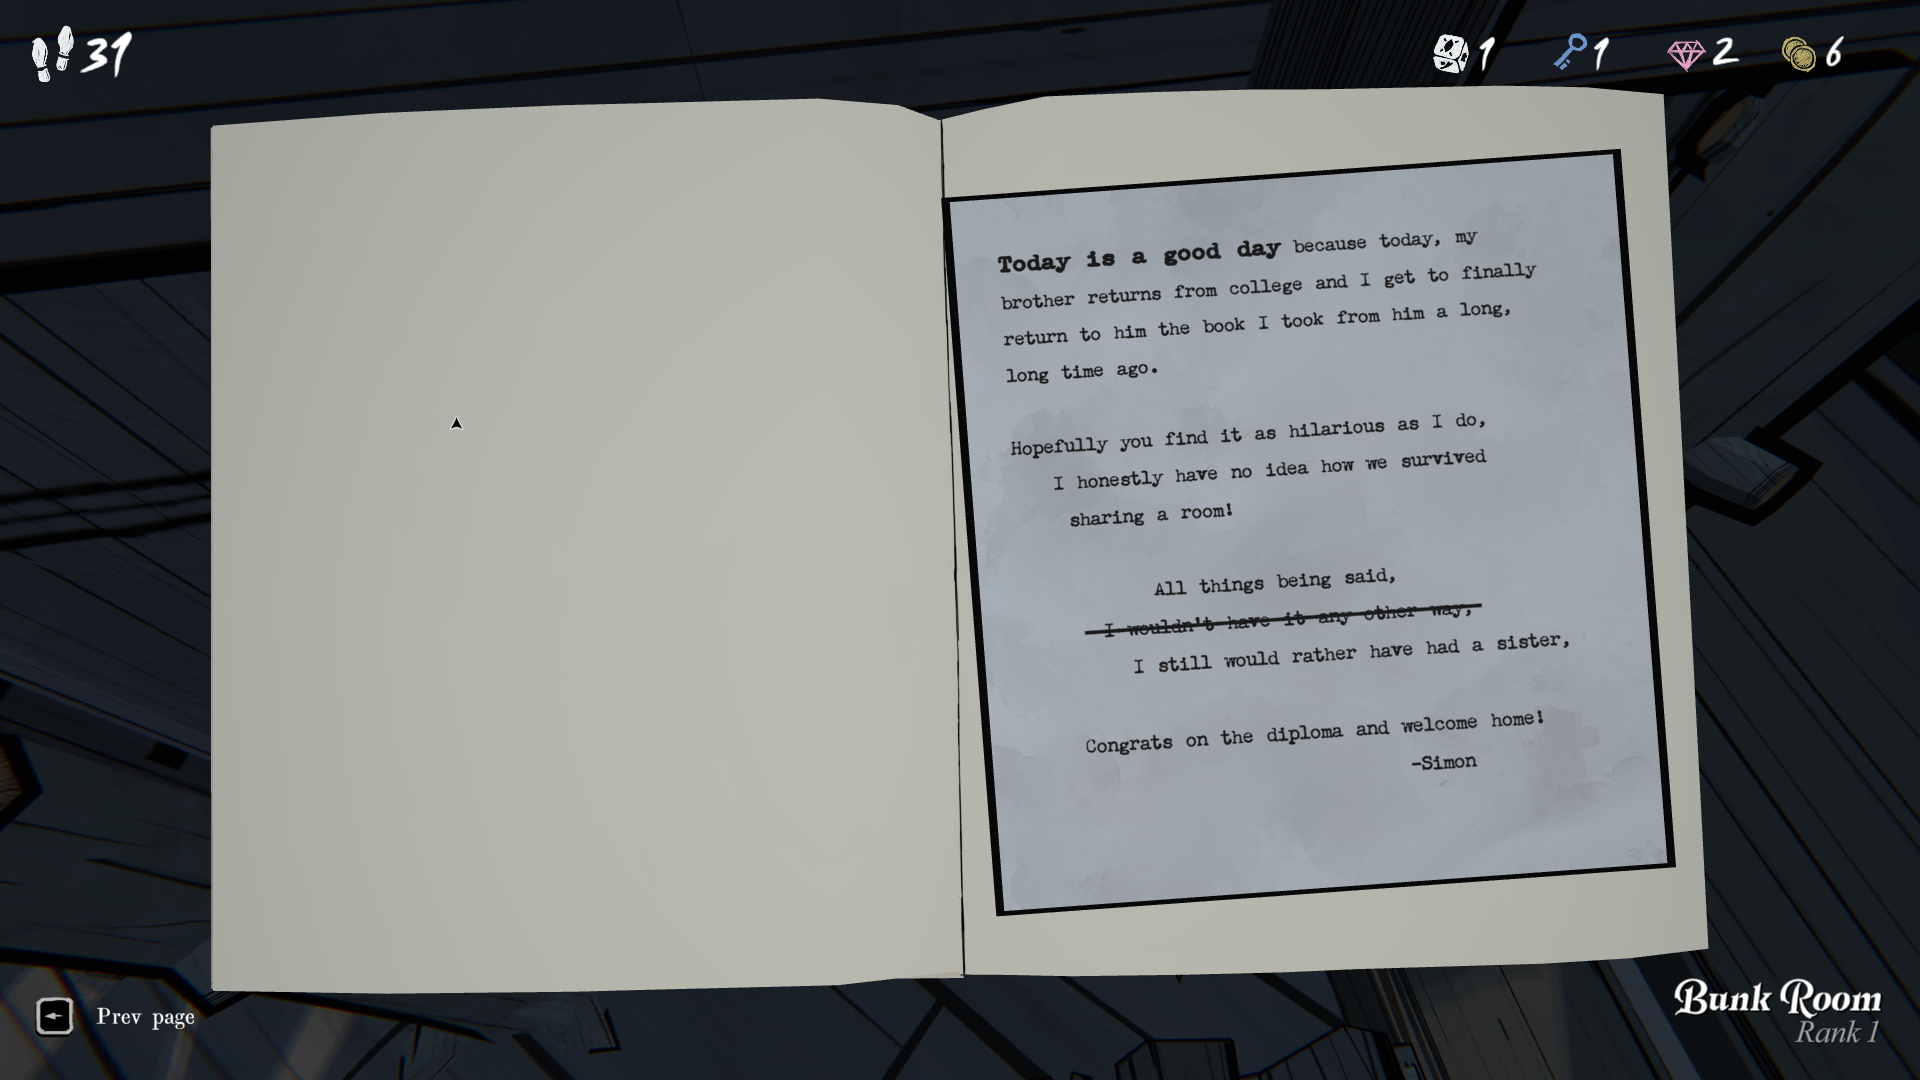 31
1
1
2
6
Today is a good day because today, my
brother returns from college and I get to finally
return to him the book I took from him a long,
long time ago.
Hopefully you find it as hilarious as I do,
I honestly have no idea how we survived
sharing a room!
All things being said,
I wouldn't have it any other way,
I still would rather have had a sister,
Congrats on the diploma and welcome home!
-Simon
Prev page
Bunk Room
Rank 1